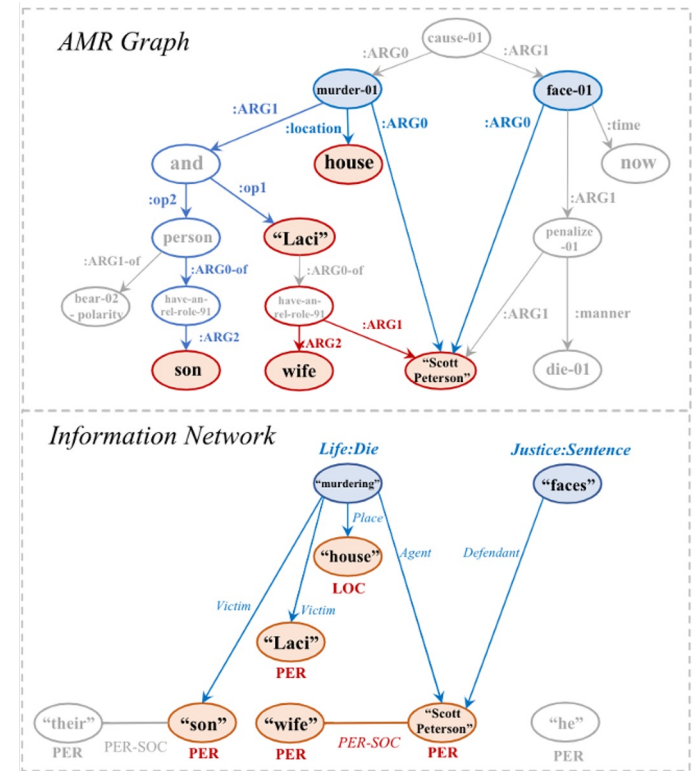 AMR Graph
cause-01
:ARG0
:ARG1
murder-01
face-01
:ARG1
:location
:ARG0
:ARG0
:time
and
house
now
:op2
:op1
:ARG1
person
“Laci”
penalize
-01
:ARG1-of
:ARG0-of
:ARG0-of
bear-02
- polarity
have-an-
rel-role-91
have-an-
rel-role-91
:ARG1
:ARG1
:manner
:ARG2
:ARG2
son
wife
“Scott
Peterson”
die-01
Information Network
Life:Die
Justice:Sentence
“murdering”
“faces”
Place
“house”
Agent
Defendant
LOC
Victim
Victim
“Laci”
PER
“their”
“son”
“wife”
“Scott
Peterson”
“he”
PER
PER-SOC
PER
PER
PER-SOC
PER
PER